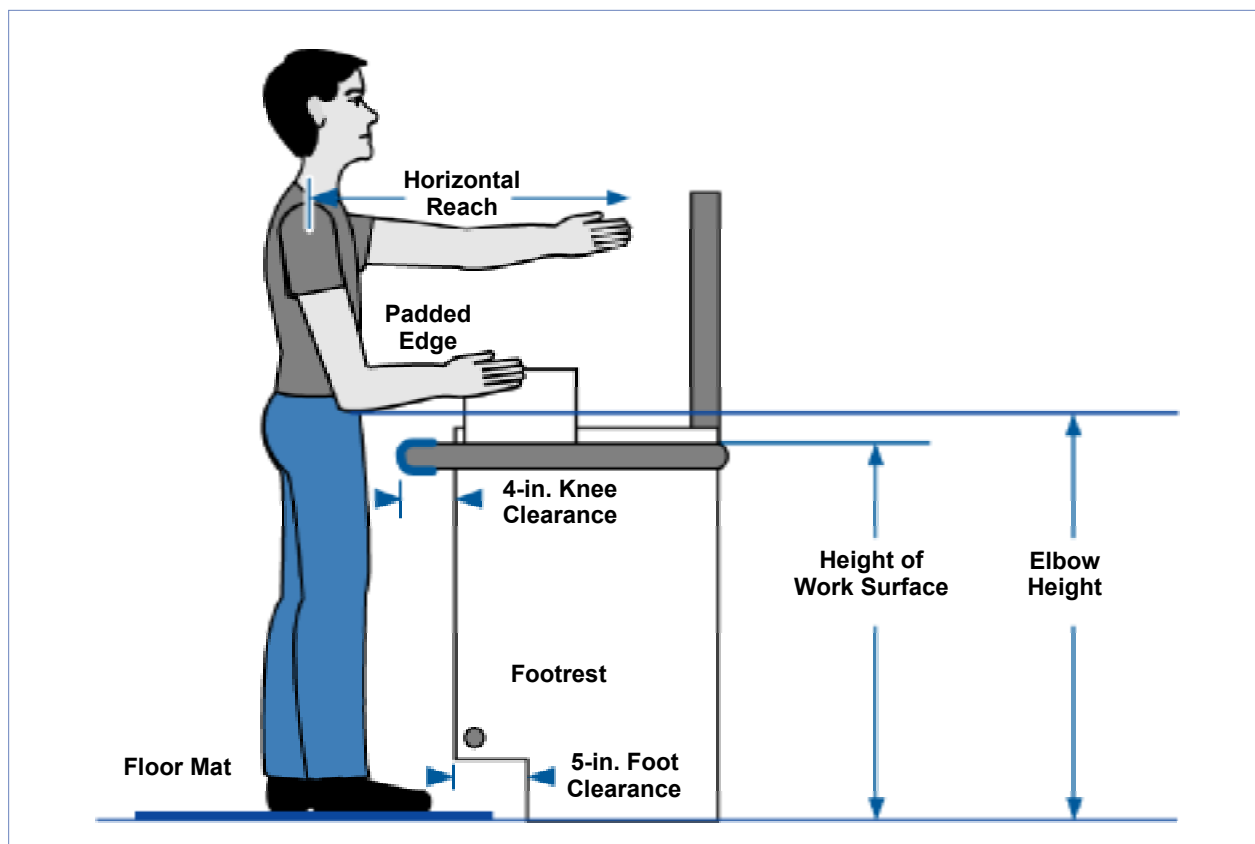 Horizontal
Reach
Padded
Edge
4-in. Knee
Clearance
Height of
Work Surface
Elbow
Height
Footrest
Floor Mat
5-in. Foot
Clearance